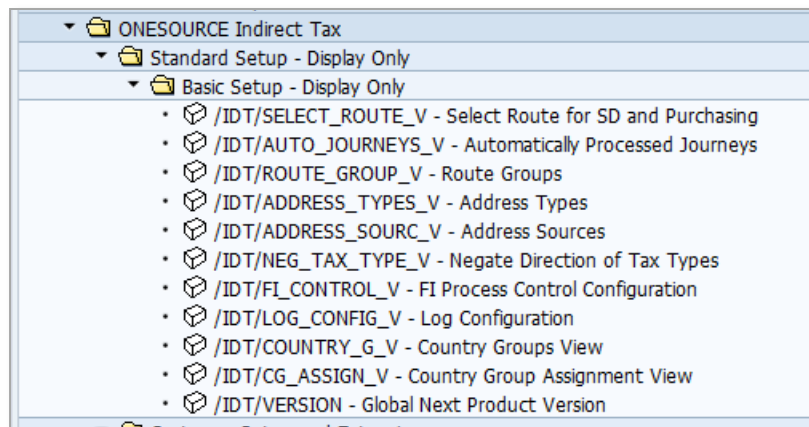 ONESOURCE Indirect Tax
Standard Setup - Display Only
Basic Setup - Display Only
/IDT/SELECT_ROUTE_V - Select Route for SD and Purchasing
/IDT/AUTO_JOURNEYS_V - Automatically Processed Journeys
/IDT/ROUTE_GROUP_V - Route Groups
/IDT/ADDRESS_TYPES_V - Address Types
/IDT/ADDRESS_SOURC_V - Address Sources
/IDT/NEG_TAX_TYPE_V - Negate Direction of Tax Types
/IDT/FI_CONTROL_V - FI Process Control Configuration
/IDT/LOG_CONFIG_V - Log Configuration
/IDT/COUNTRY_G_V - Country Groups View
/IDT/CG_ASSIGN_V - Country Group Assignment View
/IDT/VERSION - Global Next Product Version